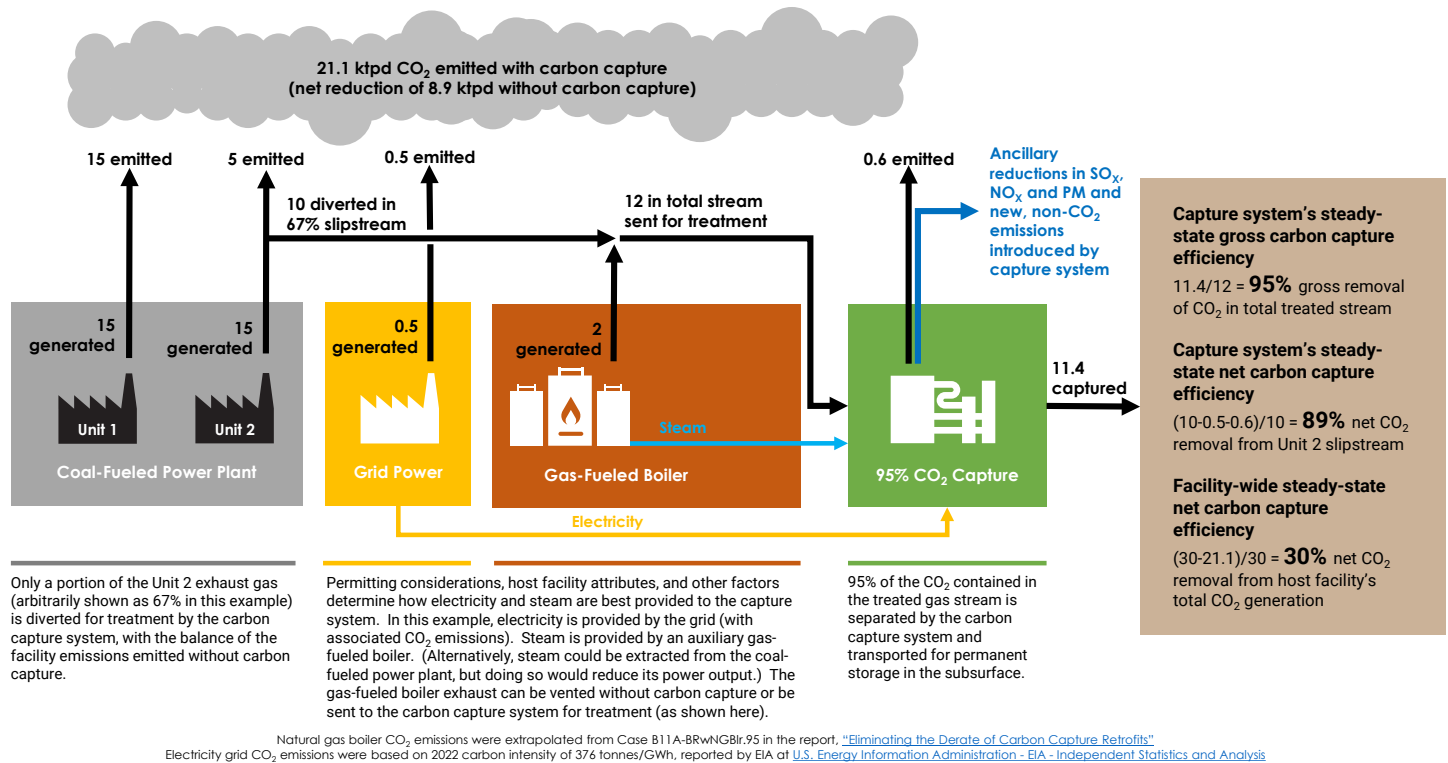 21.1 ktpd CO₂ emitted with carbon capture
(net reduction of 8.9 ktpd without carbon capture)
15 emitted
5 emitted
0.5 emitted
0.6 emitted
10 diverted in
67% slipstream
12 in total stream
sent for treatment
Ancillary
reductions in SOₓ,
NOₓ and PM and
new, non-CO₂
emissions
introduced by
capture system
15
generated
15
generated
0.5
generated
2
generated
11.4
captured
Unit 1
Unit 2
Steam
Coal-Fueled Power Plant
Grid Power
Gas-Fueled Boiler
95% CO₂ Capture
Electricity
Capture system's steady-
state gross carbon capture
efficiency
11.4/12 = 95% gross removal
of CO₂ in total treated stream
Capture system's steady-
state net carbon capture
efficiency
(10-0.5-0.6)/10 = 89% net CO₂
removal from Unit 2 slipstream
Facility-wide steady-state
net carbon capture
efficiency
(30-21.1)/30 = 30% net CO₂
removal from host facility's
total CO₂ generation
Only a portion of the Unit 2 exhaust gas
(arbitrarily shown as 67% in this example)
is diverted for treatment by the carbon
capture system, with the balance of the
facility emissions emitted without carbon
capture.
Permitting considerations, host facility attributes, and other factors
determine how electricity and steam are best provided to the capture
system. In this example, electricity is provided by the grid (with
associated CO₂ emissions). Steam is provided by an auxiliary gas-
fueled boiler. (Alternatively, steam could be extracted from the coal-
fueled power plant, but doing so would reduce its power output.) The
gas-fueled boiler exhaust can be vented without carbon capture or be
sent to the carbon capture system for treatment (as shown here).
95% of the CO₂ contained in
the treated gas stream is
separated by the carbon
capture system and
transported for permanent
storage in the subsurface.
Natural gas boiler CO₂ emissions were extrapolated from Case B11A-BRwNGBlr.95 in the report, "Eliminating the Derate of Carbon Capture Retrofits"
Electricity grid CO₂ emissions were based on 2022 carbon intensity of 376 tonnes/GWh, reported by EIA at U.S. Energy Information Administration - EIA - Independent Statistics and Analysis